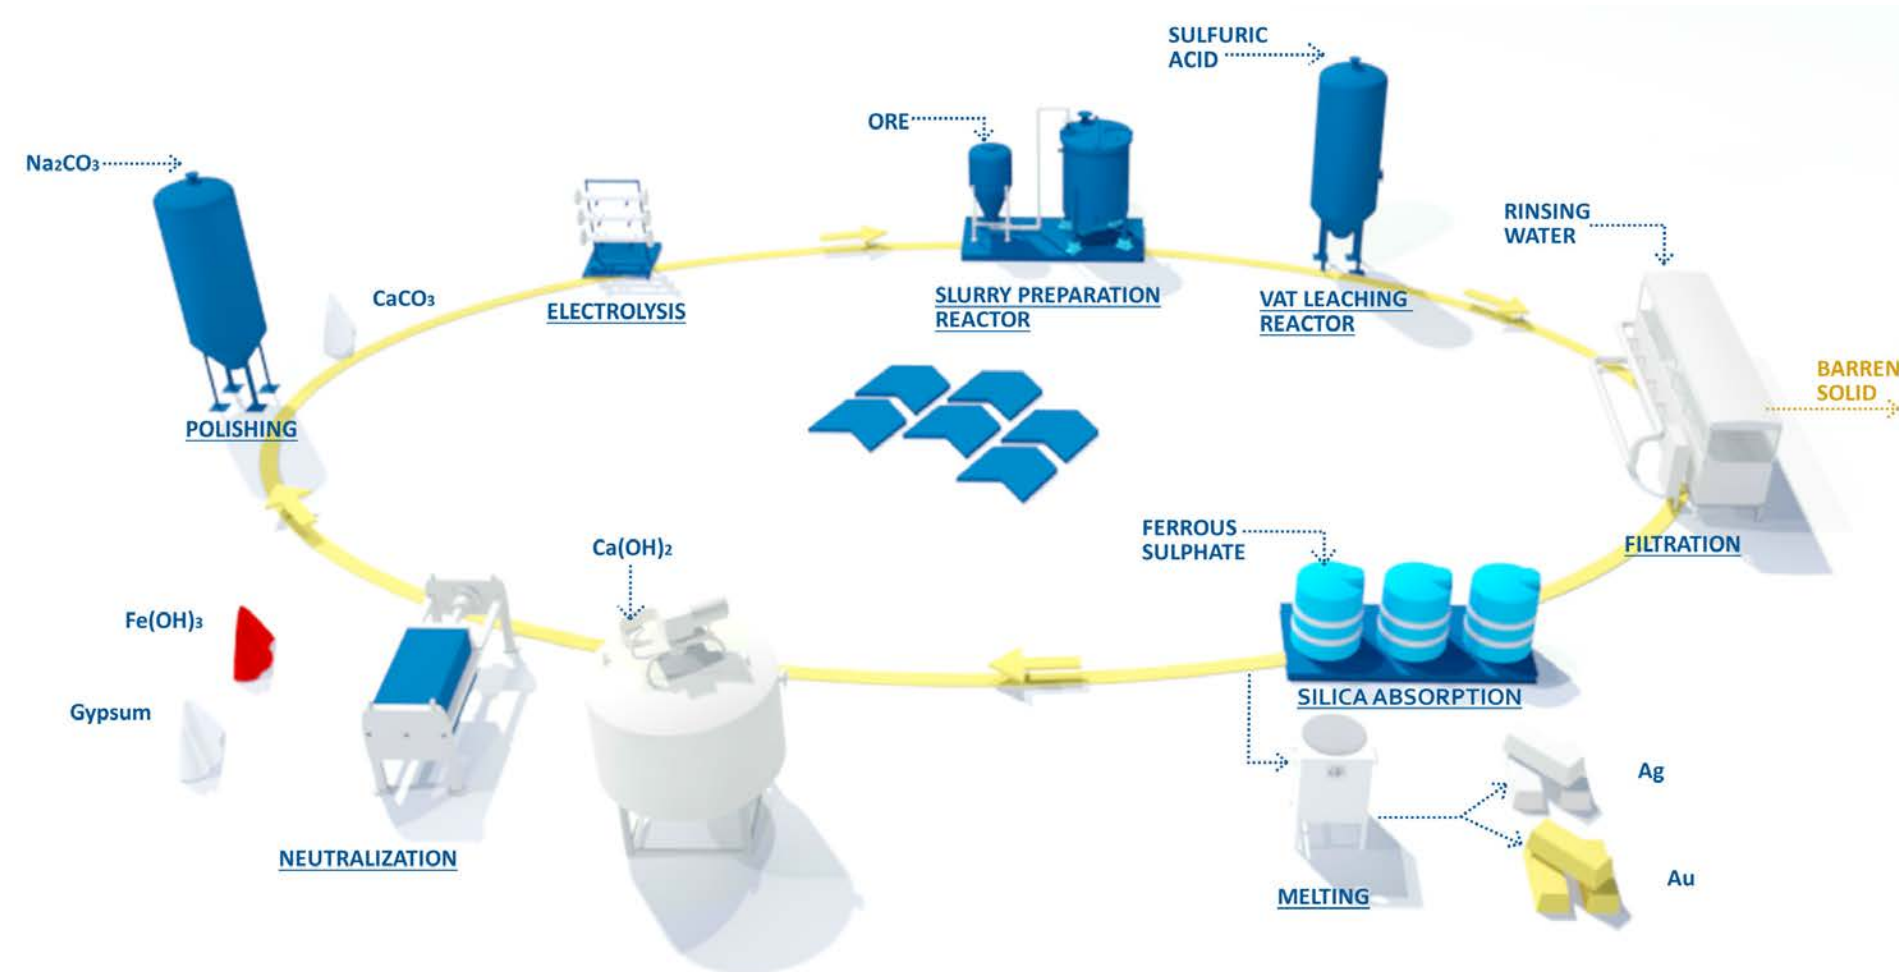 SULFURIC
ACID
ORE
Na₂CO₃
RINSING
WATER
CaCO₃
ELECTROLYSIS
SLURRY PREPARATION
REACTOR
VAT LEACHING
REACTOR
BARREN
SOLID
POLISHING
FERROUS
SULPHATE
FILTRATION
Ca(OH)₂
Fe(OH)₃
Gypsum
SILICA ABSORPTION
Ag
NEUTRALIZATION
MELTING
Au